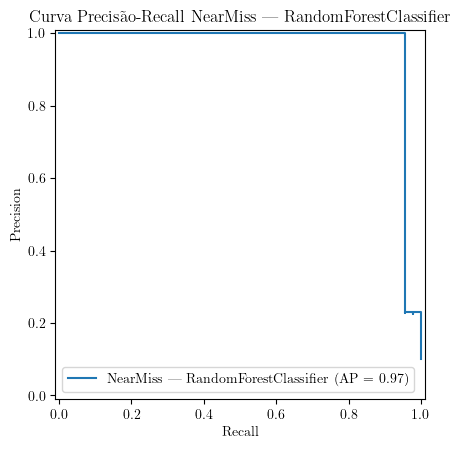 Curva Precisão-Recall NearMiss — RandomForestClassifier
1.0
0.8
0.6
0.4
0.2
0.0
Precision
NearMiss — RandomForestClassifier (AP = 0.97)
0.0 0.2 0.4 0.6 0.8 1.0
Recall